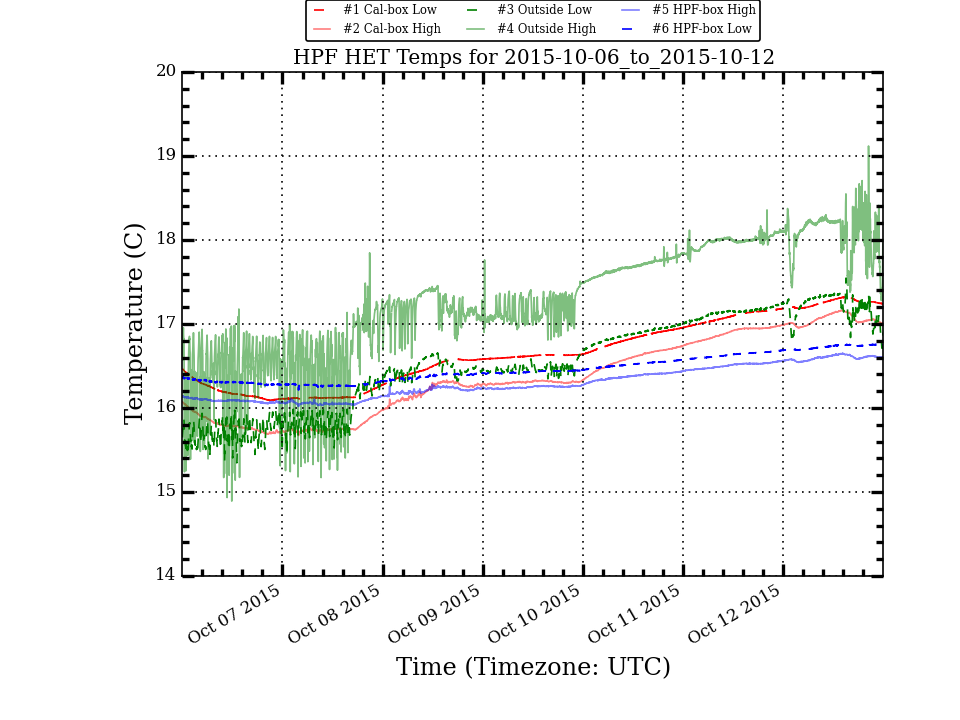 #1 Cal-box Low #3 Outside Low #5 HPF-box High
#2 Cal-box High #4 Outside High #6 HPF-box Low
HPF HET Temps for 2015-10-06_to_2015-10-12
20
19
18
17
16
15
14
Temperature (C)
Oct 07 2015 Oct 08 2015 Oct 09 2015 Oct 10 2015 Oct 11 2015 Oct 12 2015
Time (Timezone: UTC)